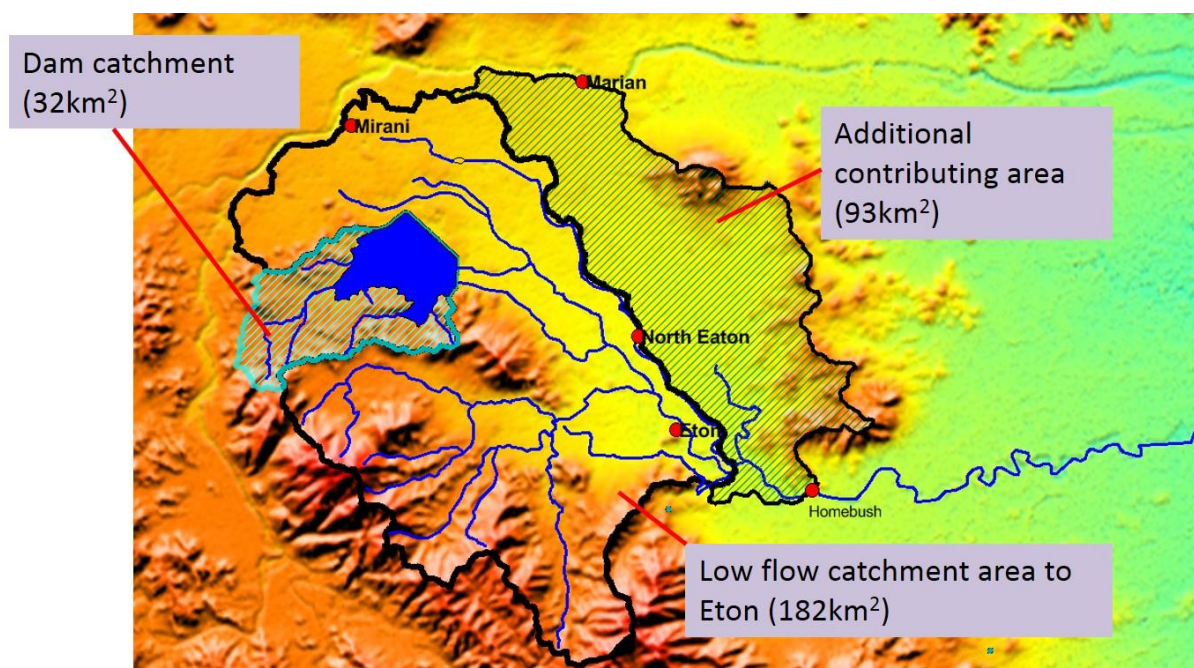 Dam catchment
(32km²)
Marian
Mirani
Additional
contributing area
(93km²)
North Eaton
Eton
Homebush
Low flow catchment area to
Eton (182km²)